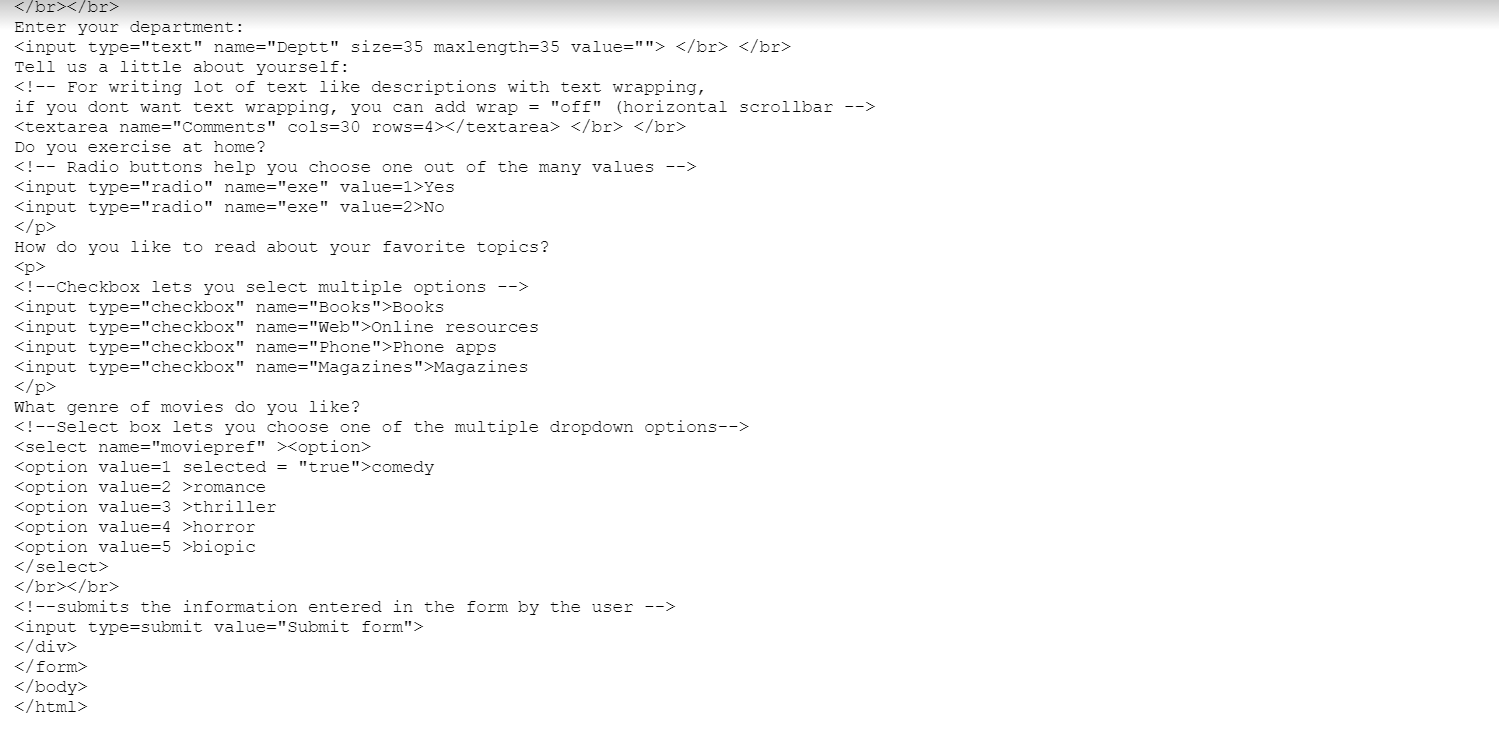 </br></br>
Enter your department:
<input type="text" name="Deptt" size=35 maxlength=35 value=""> </br> </br>
Tell us a little about yourself:
<!-- For writing lot of text like descriptions with text wrapping,
if you dont want text wrapping, you can add wrap = "off" (horizontal scrollbar -->
<textarea name="Comments" cols=30 rows=4></textarea> </br> </br>
Do you exercise at home?
<!-- Radio buttons help you choose one out of the many values -->
<input type="radio" name="exe" value=1>Yes
<input type="radio" name="exe" value=2>No
</p>
How do you like to read about your favorite topics?
<p>
<!--Checkbox lets you select multiple options -->
<input type="checkbox" name="Books">Books
<input type="checkbox" name="Web">Online resources
<input type="checkbox" name="Phone">Phone apps
<input type="checkbox" name="Magazines">Magazines
</p>
What genre of movies do you like?
<!--Select box lets you choose one of the multiple dropdown options-->
<select name="moviepref" ><option>
<option value=1 selected = "true">comedy
<option value=2 >romance
<option value=3 >thriller
<option value=4 >horror
<option value=5 >biopic
</select>
</br></br>
<!--submits the information entered in the form by the user -->
<input type=submit value="Submit form">
</div>
</form>
</body>
</html>